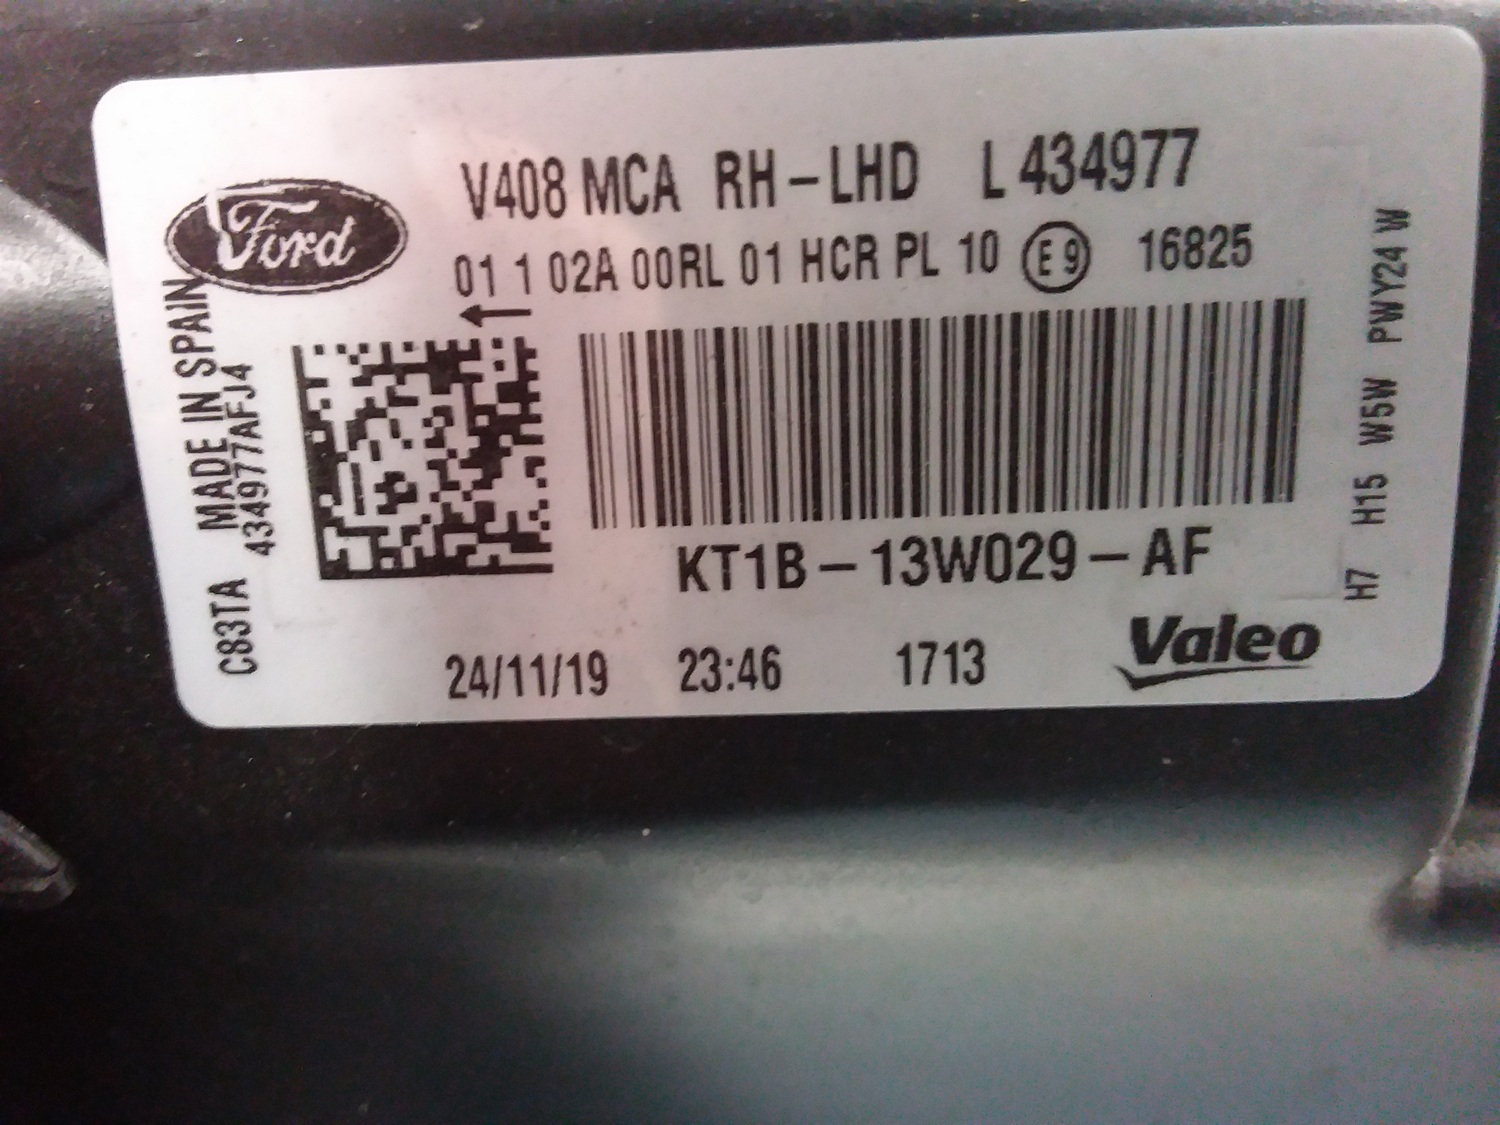 Ford
V408 MCA RH-LHD L 434977
01 1 02A 00RL 01 HCR PL 10 E9 16825
KT1B-13W029-AF
24/11/19 23:46 1713
Valeo
C83TA MADE IN SPAIN
434977AFJ4
H7 H15 W5W PWY24W